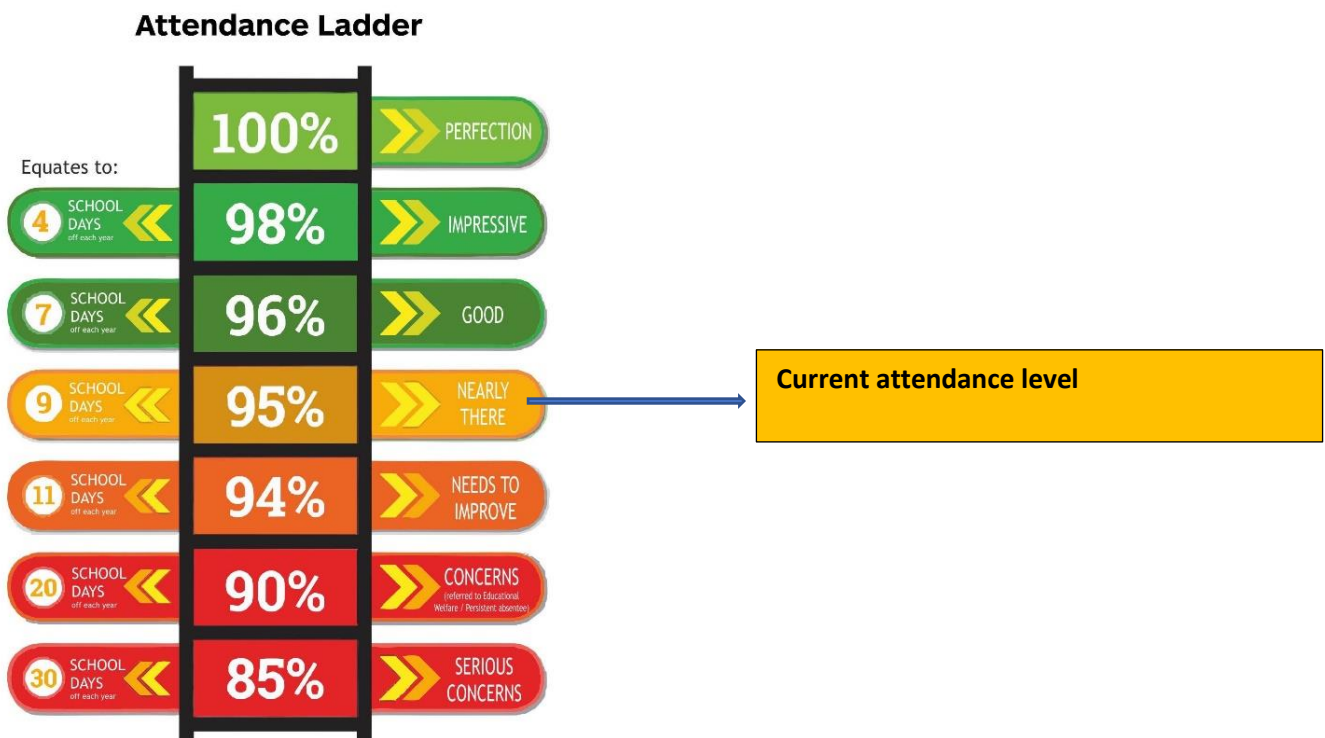 Attendance Ladder
100%
PERFECTION
Equates to:
4
SCHOOL
DAYS
off each year
98%
IMPRESSIVE
7
SCHOOL
DAYS
off each year
96%
GOOD
9
SCHOOL
DAYS
off each year
95%
NEARLY
THERE
Current attendance level
11
SCHOOL
DAYS
off each year
94%
NEEDS TO
IMPROVE
20
SCHOOL
DAYS
off each year
90%
CONCERNS
(referred to Educational
Welfare / Persistent absentee)
30
SCHOOL
DAYS
off each year
85%
SERIOUS
CONCERNS